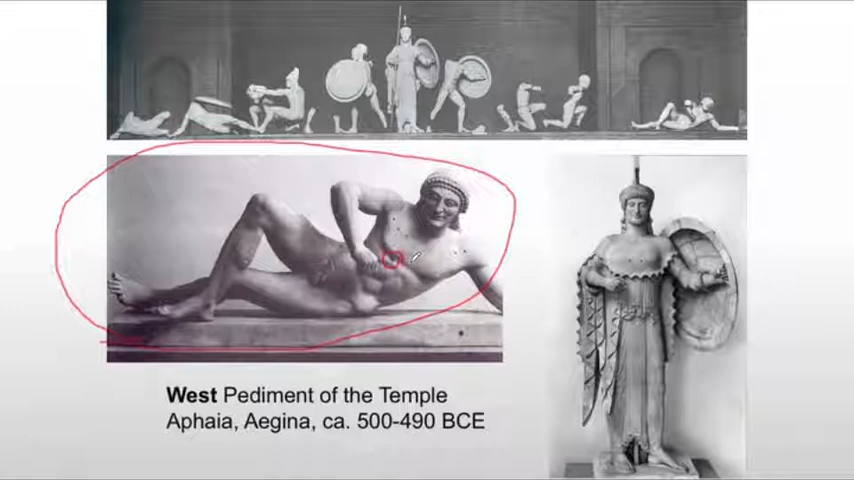 West Pediment of the Temple
Aphaia, Aegina, ca. 500-490 BCE